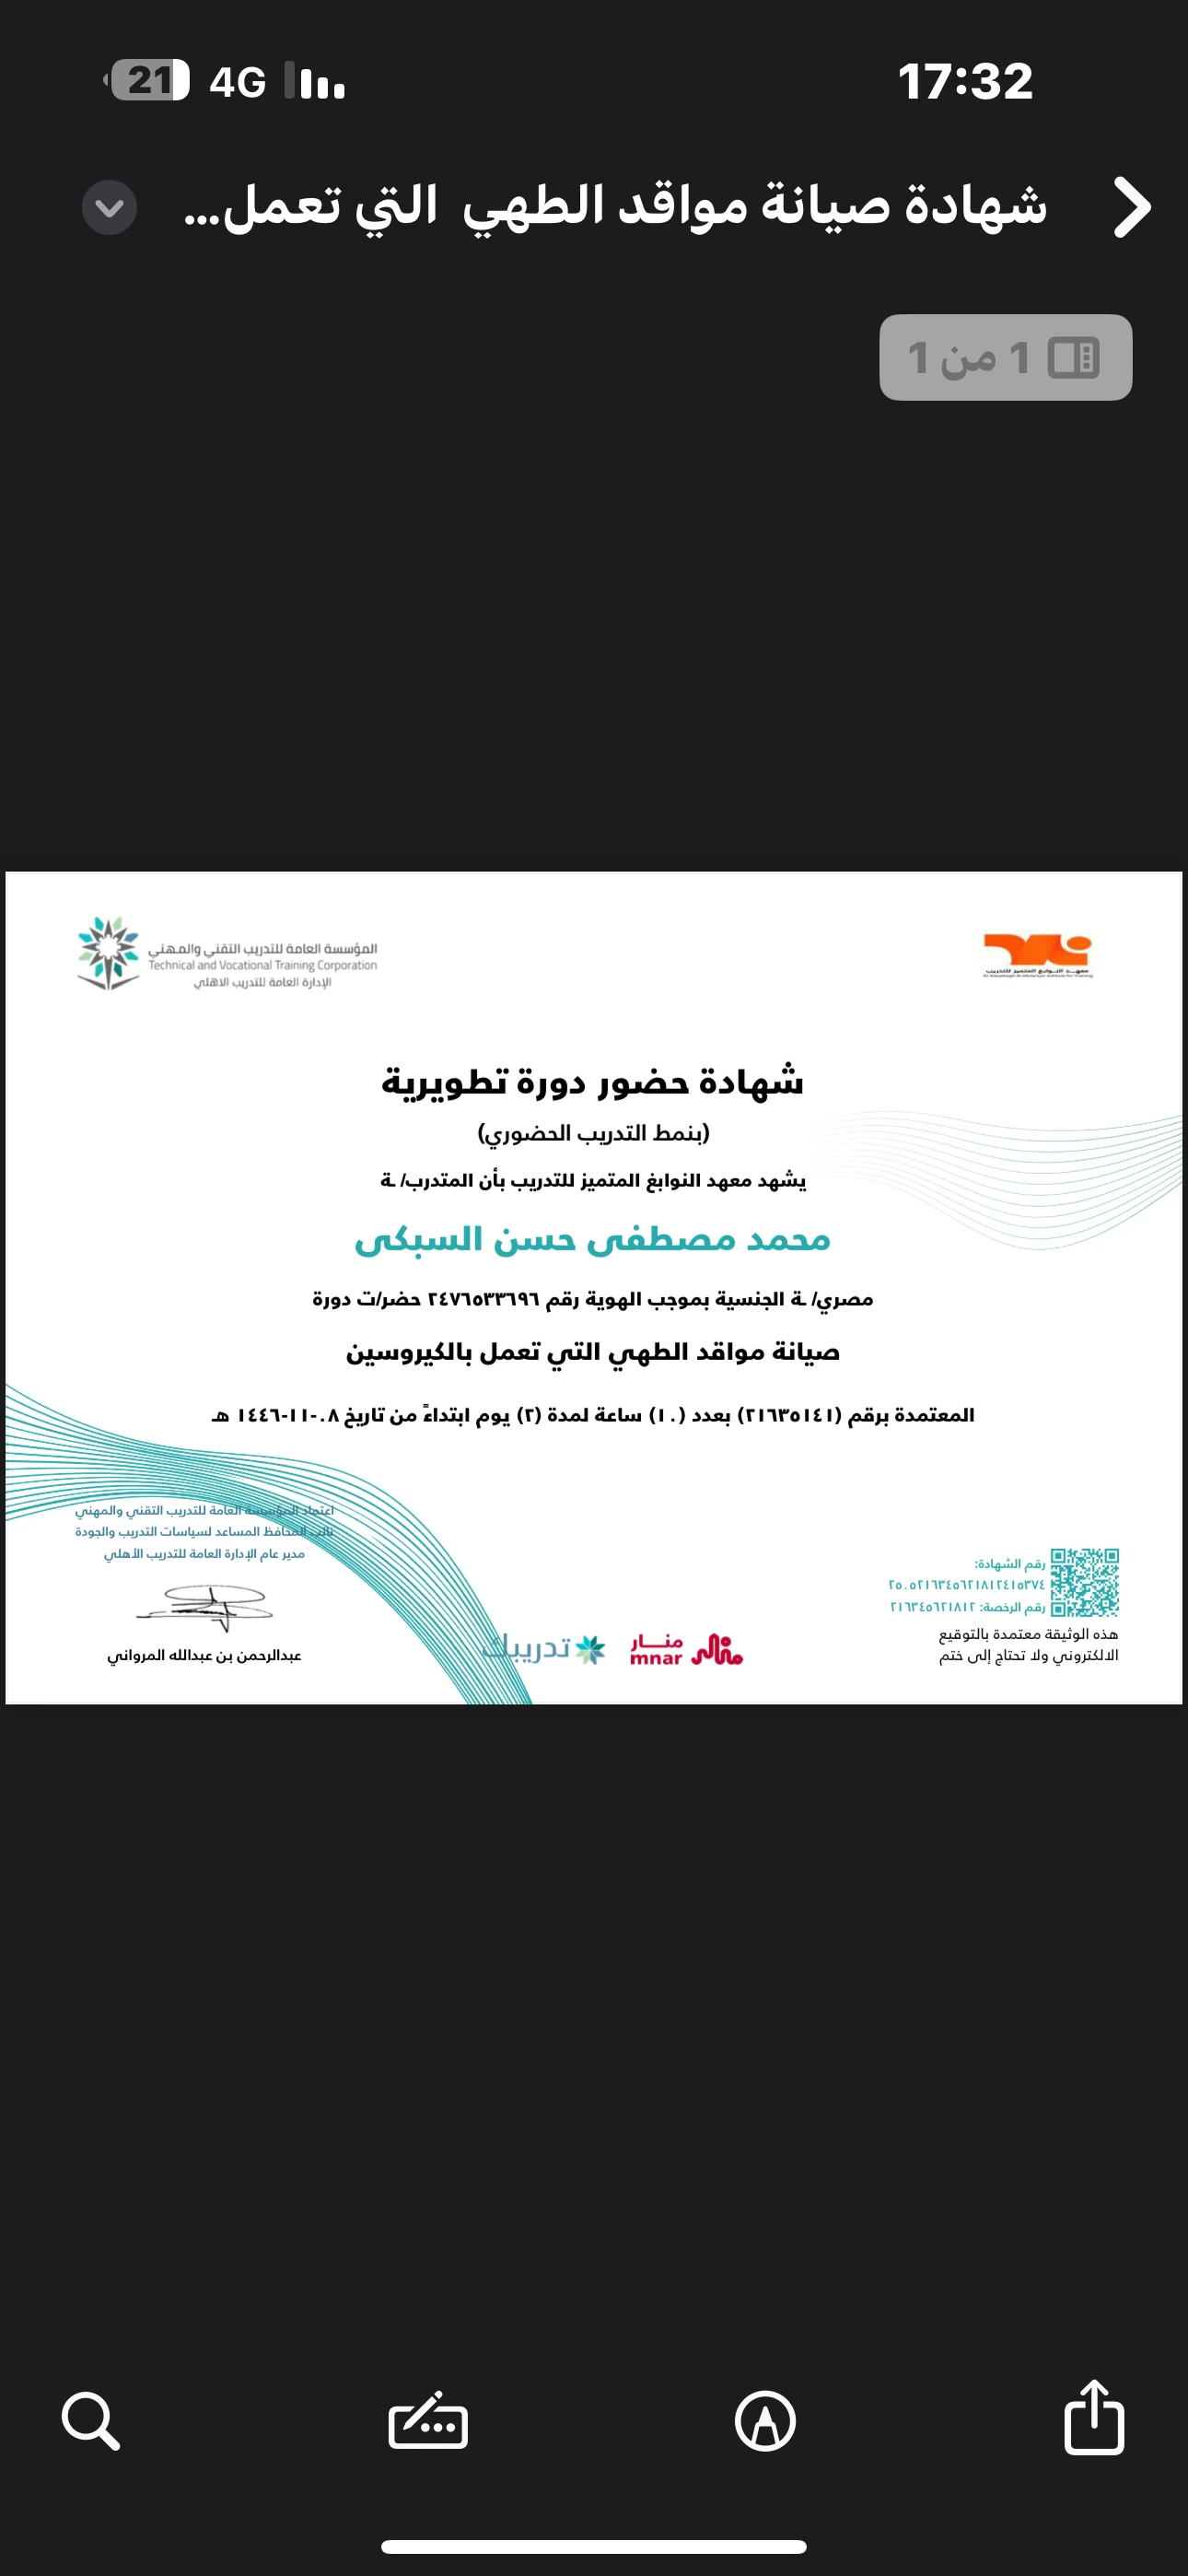 17:32
4G
21
شهادة صيانة مواقد الطهي التي تعمل...
1 من 1
المؤسسة العامة للتدريب التقني والمهني
Technical and Vocational Training Corporation
الإدارة العامة للتدريب الاهلي
معهد النوابغ المتميز للتدريب
شهادة حضور دورة تطويرية
(بنمط التدريب الحضوري)
يشهد معهد النوابغ المتميز للتدريب بأن المتدرب/ ـة
محمد مصطفى حسن السبكى
مصري/ ـة الجنسية بموجب الهوية رقم ٢٤٧٦٥٣٣٦٩٦ حضر/ت دورة
صيانة مواقد الطهي التي تعمل بالكيروسين
المعتمدة برقم (٢١٦٣٥١٤١) بعدد (١٠) ساعة لمدة (٢) يوم ابتداءً من تاريخ ٠٨-١١-١٤٤٦ هـ
اعتماد المؤسسة العامة للتدريب التقني والمهني
نائب المحافظ المساعد لسياسات التدريب والجودة
مدير عام الإدارة العامة للتدريب الأهلي
عبدالرحمن بن عبدالله المرواني
رقم الشهادة:
٢٥٠٥٢١٦٣٤٥٦٢١٨١٢٤١٥٣٧٤
رقم الرخصة: ٢١٦٣٤٥٦٢١٨١٢
هذه الوثيقة معتمدة بالتوقيع
الالكتروني ولا تحتاج إلى ختم
منار
mnar
تدريبك